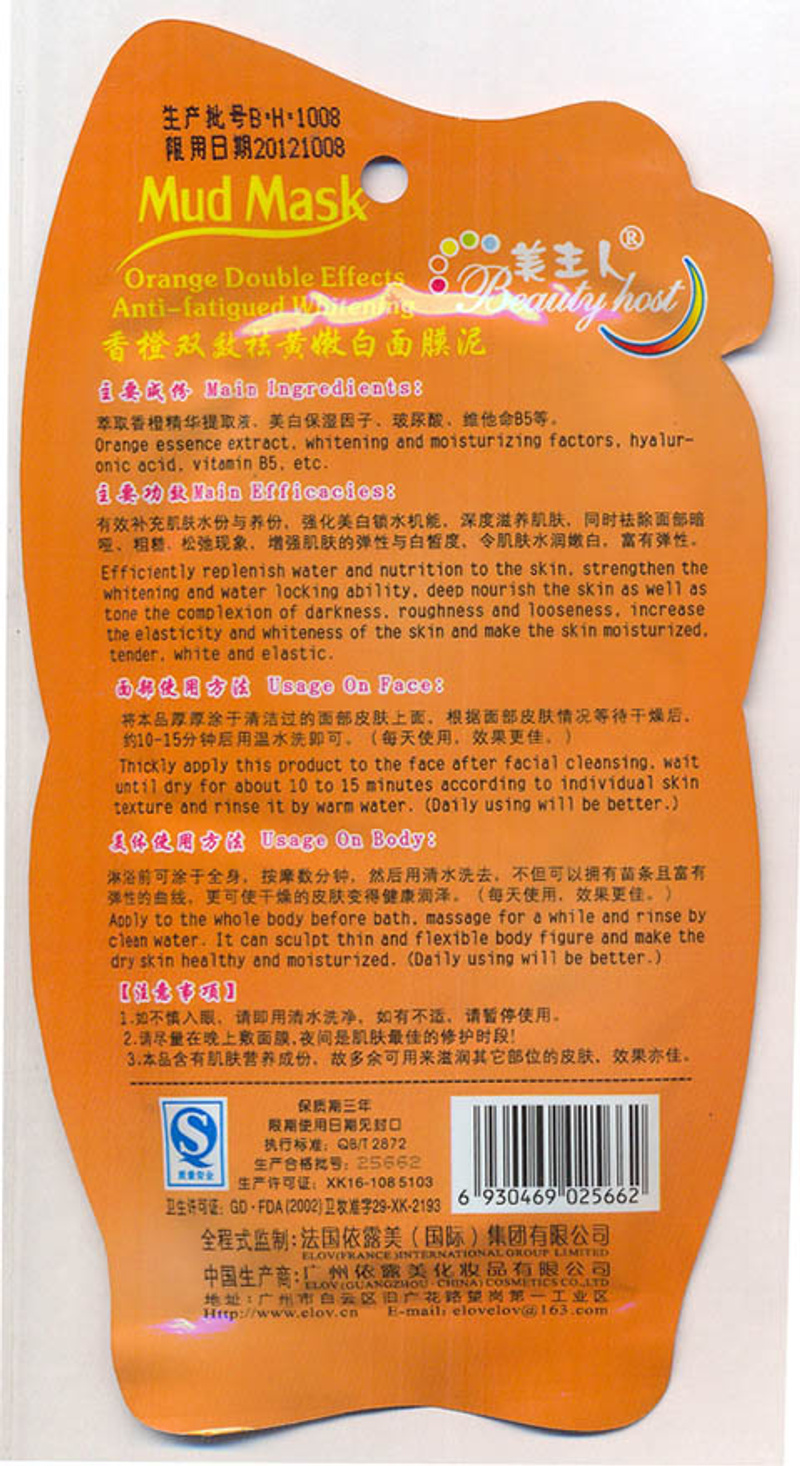 生产批号B·H·1008
限用日期20121008
Mud Mask
Orange Double Effects
Anti-fatigued Whitening
香橙双效祛黄嫩白面膜泥
美主人®
Beauty host
主要成份 Main Ingredients:
萃取香橙精华提取液、美白保湿因子、玻尿酸、维他命B5等。
Orange essence extract, whitening and moisturizing factors, hyalur-
onic acid, vitamin B5, etc.
主要功效Main Efficacies:
有效补充肌肤水份与养份，强化美白锁水机能，深度滋养肌肤，同时祛除面部暗
哑、粗糙、松弛现象，增强肌肤的弹性与白皙度，令肌肤水润嫩白，富有弹性。
Efficiently replenish water and nutrition to the skin, strengthen the
whitening and water locking ability, deep nourish the skin as well as
tone the complexion of darkness, roughness and looseness, increase
the elasticity and whiteness of the skin and make the skin moisturized,
tender, white and elastic.
面部使用方法 Usage On Face:
将本品厚厚涂于清洁过的面部皮肤上面，根据面部皮肤情况等待干燥后，
约10-15分钟后用温水洗即可。（每天使用，效果更佳。）
Thickly apply this product to the face after facial cleansing, wait
until dry for about 10 to 15 minutes according to individual skin
texture and rinse it by warm water. (Daily using will be better.)
美体使用方法 Usage On Body:
淋浴前可涂于全身，按摩数分钟，然后用清水洗去，不但可以拥有苗条且富有
弹性的曲线，更可使干燥的皮肤变得健康润泽。（每天使用，效果更佳。）
Apply to the whole body before bath, massage for a while and rinse by
clean water. It can sculpt thin and flexible body figure and make the
dry skin healthy and moisturized. (Daily using will be better.)
【注意事项】
1.如不慎入眼，请即用清水洗净，如有不适，请暂停使用。
2.请尽量在晚上敷面膜,夜间是肌肤最佳的修护时段!
3.本品含有肌肤营养成份，故多余可用来滋润其它部位的皮肤，效果亦佳。
质量安全
保质期三年
限期使用日期见封口
执行标准：QB/T 2872
生产合格批号：25662
生产许可证：XK16-108 5103
卫生许可证：GD·FDA(2002)卫妆准字29-XK-2193
6 930469 025662
全程式监制:法国依露美（国际）集团有限公司
ELOV(FRANCE)INTERNATIONAL GROUP LIMITED
中国生产商:广州依露美化妆品有限公司
ELOV(GUANGZHOU·CHINA)COSMETICS CO.,LTD
地址:广州市白云区旧广花路望岗第一工业区
Http://www.elov.cn E-mail: elovelov@163.com